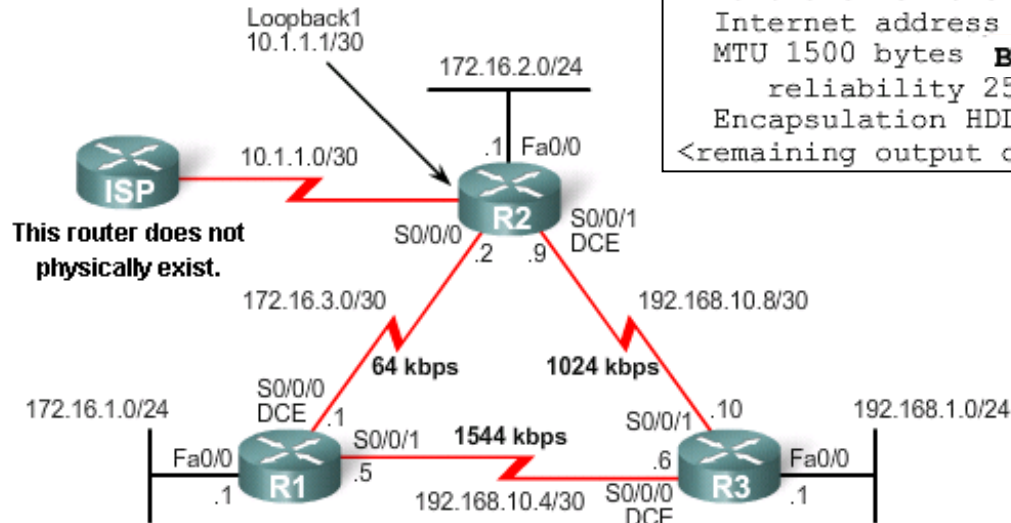 Loopback1
10.1.1.1/30
Internet address
MTU 1500 bytes B
reliability 25
Encapsulation
<remaining output
172.16.2.0/24
.1 Fa0/0
10.1.1.0/30
ISP
This router does not
physically exist.
R2
S0/0/0
S0/0/1
DCE
.2
.9
172.16.3.0/30
192.168.10.8/30
64 kbps
1024 kbps
172.16.1.0/24
S0/0/0
DCE
.1
S0/0/1
.10
192.168.1.0/24
1544 kbps
S0/0/1
Fa0/0
.1
R1
.5
192.168.10.4/30
.6
S0/0/0
DCE
R3
Fa0/0
.1